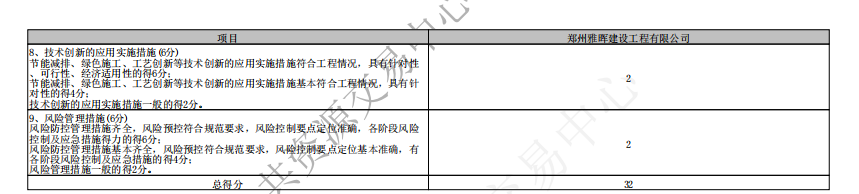 项目 郑州雅晖建设工程有限公司
8、技术创新的应用实施措施(6分)
节能减排、绿色施工、工艺创新等技术创新的应用实施措施符合工程情况，具有针对性
、可行性、经济适用性的得6分；
节能减排、绿色施工、工艺创新等技术创新的应用实施措施基本符合工程情况，具有针
对性的得4分；
技术创新的应用实施措施一般的得2分。
2
9、风险管理措施(6分)
风险防控管理措施齐全，风险预控符合规范要求，风险控制要点定位准确，各阶段风险
控制及应急措施得力的得6分；
风险防控管理措施基本齐全，风险预控符合规范要求，风险控制要点定位基本准确，有
各阶段风险控制及应急措施的得4分；
风险管理措施一般的得2分。
2
总得分 32
共资源交易中心
交易中心